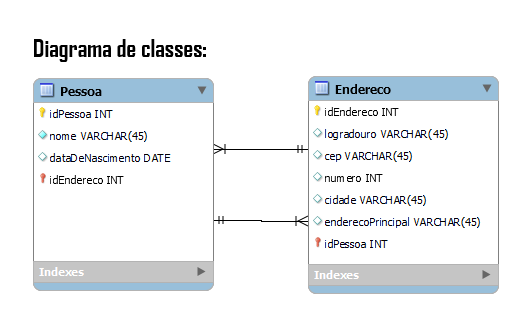 Diagrama de classes:
Pessoa
idPessoa INT
nome VARCHAR(45)
dataDeNascimento DATE
idEndereco INT
Indexes
Endereco
idEndereco INT
logradouro VARCHAR(45)
cep VARCHAR(45)
numero INT
cidade VARCHAR(45)
enderecoPrincipal VARCHAR(45)
idPessoa INT
Indexes